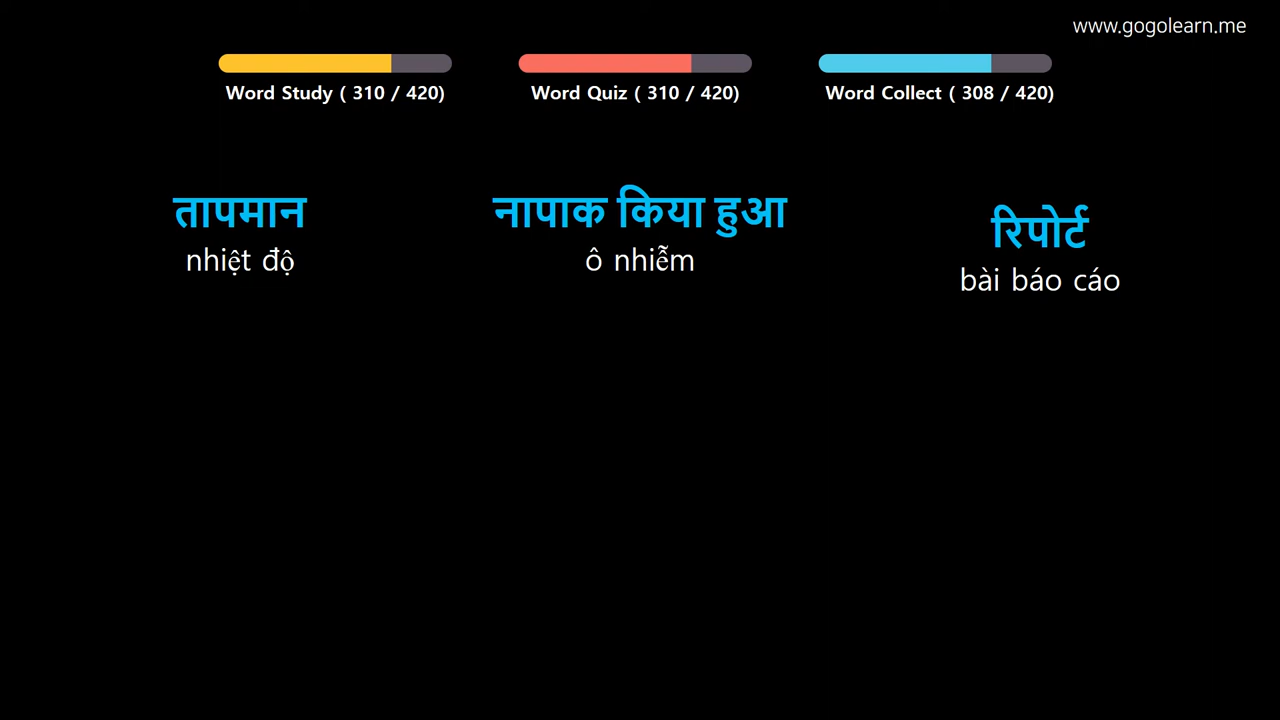 www.gogolearn.me
Word Study ( 310 / 420)
Word Quiz ( 310 / 420)
Word Collect ( 308 / 420)
तापमान
nhiệt độ
नापाक किया हुआ
ô nhiễm
रिपोर्ट
bài báo cáo